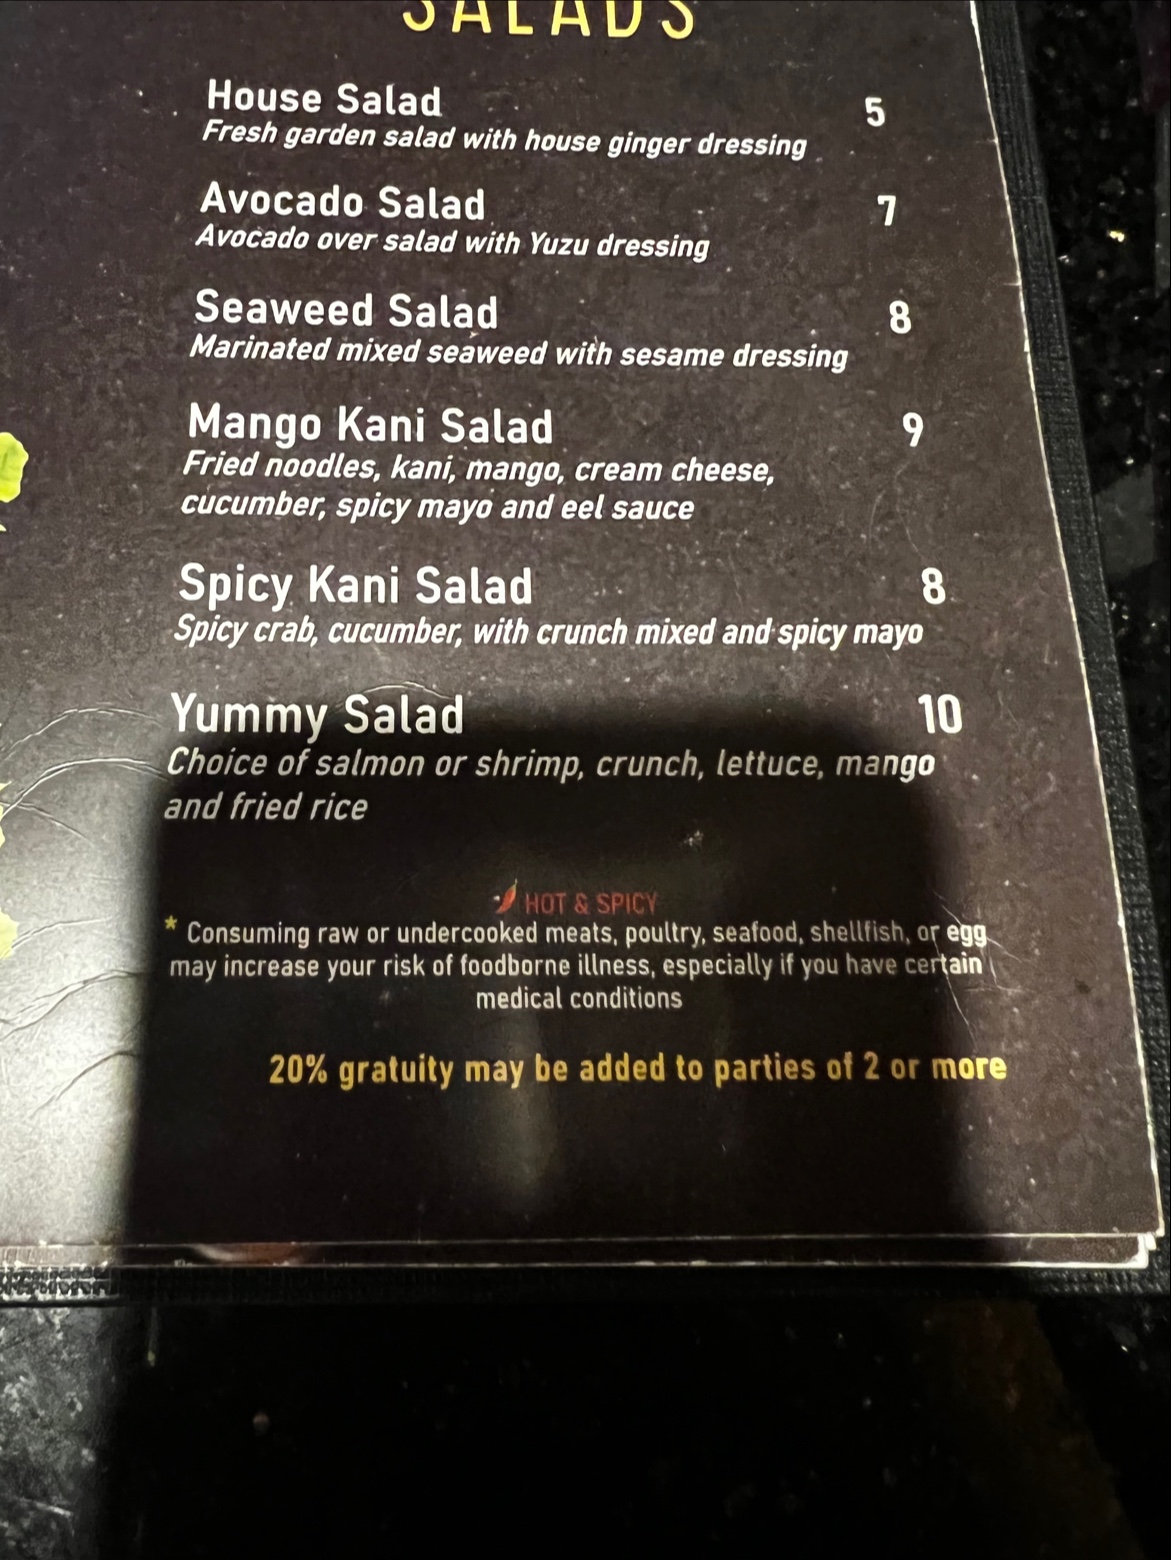 SALADS
House Salad 5
Fresh garden salad with house ginger dressing
Avocado Salad 7
Avocado over salad with Yuzu dressing
Seaweed Salad 8
Marinated mixed seaweed with sesame dressing
Mango Kani Salad 9
Fried noodles, kani, mango, cream cheese,
cucumber, spicy mayo and eel sauce
Spicy Kani Salad 8
Spicy crab, cucumber, with crunch mixed and spicy mayo
Yummy Salad 10
Choice of salmon or shrimp, crunch, lettuce, mango
and fried rice
HOT & SPICY
* Consuming raw or undercooked meats, poultry, seafood, shellfish, or egg
may increase your risk of foodborne illness, especially if you have certain
medical conditions
20% gratuity may be added to parties of 2 or more